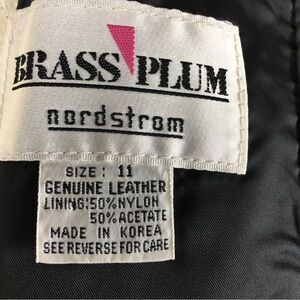 BRASS PLUM
nordstrom
SIZE: 11
GENUINE LEATHER
LINING:50%NYLON
50%ACETATE
MADE IN KOREA
SEE REVERSE FOR CARE